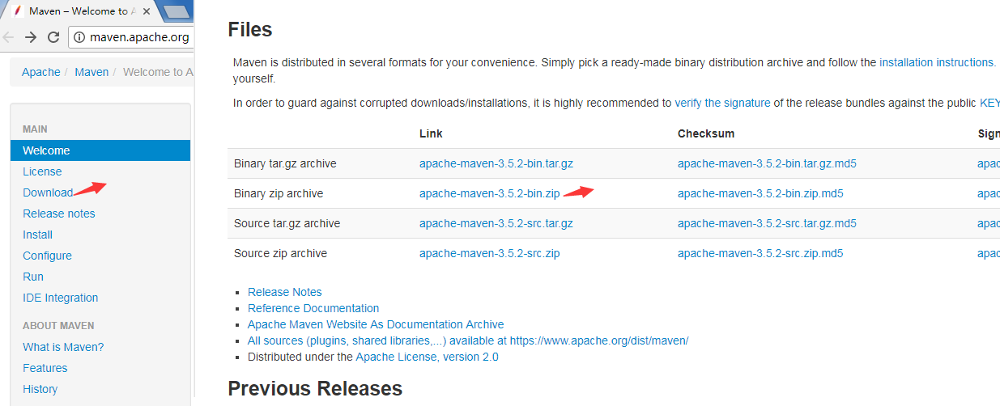 Maven – Welcome to A
maven.apache.org
Apache / Maven / Welcome to A
MAIN
Welcome
License
Download
Release notes
Install
Configure
Run
IDE Integration
ABOUT MAVEN
What is Maven?
Features
History
Files
Maven is distributed in several formats for your convenience. Simply pick a ready-made binary distribution archive and follow the installation instructions.
yourself.
In order to guard against corrupted downloads/installations, it is highly recommended to verify the signature of the release bundles against the public KEY
Link Checksum Sign
Binary tar.gz archive apache-maven-3.5.2-bin.tar.gz apache-maven-3.5.2-bin.tar.gz.md5 apac
Binary zip archive apache-maven-3.5.2-bin.zip apache-maven-3.5.2-bin.zip.md5 apac
Source tar.gz archive apache-maven-3.5.2-src.tar.gz apache-maven-3.5.2-src.tar.gz.md5 apac
Source zip archive apache-maven-3.5.2-src.zip apache-maven-3.5.2-src.zip.md5 apac
Release Notes
Reference Documentation
Apache Maven Website As Documentation Archive
All sources (plugins, shared libraries,...) available at https://www.apache.org/dist/maven/
Distributed under the Apache License, version 2.0
Previous Releases